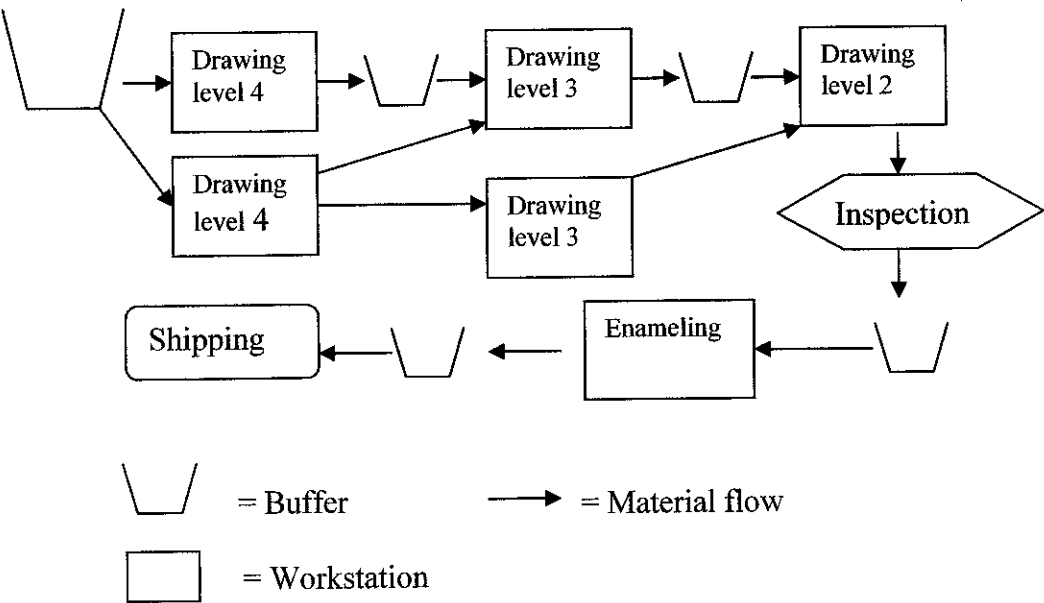 Drawing
level 4
Drawing
level 3
Drawing
level 2
Drawing
level 4
Drawing
level 3
Inspection
Shipping
Enameling
= Buffer
= Material flow
= Workstation